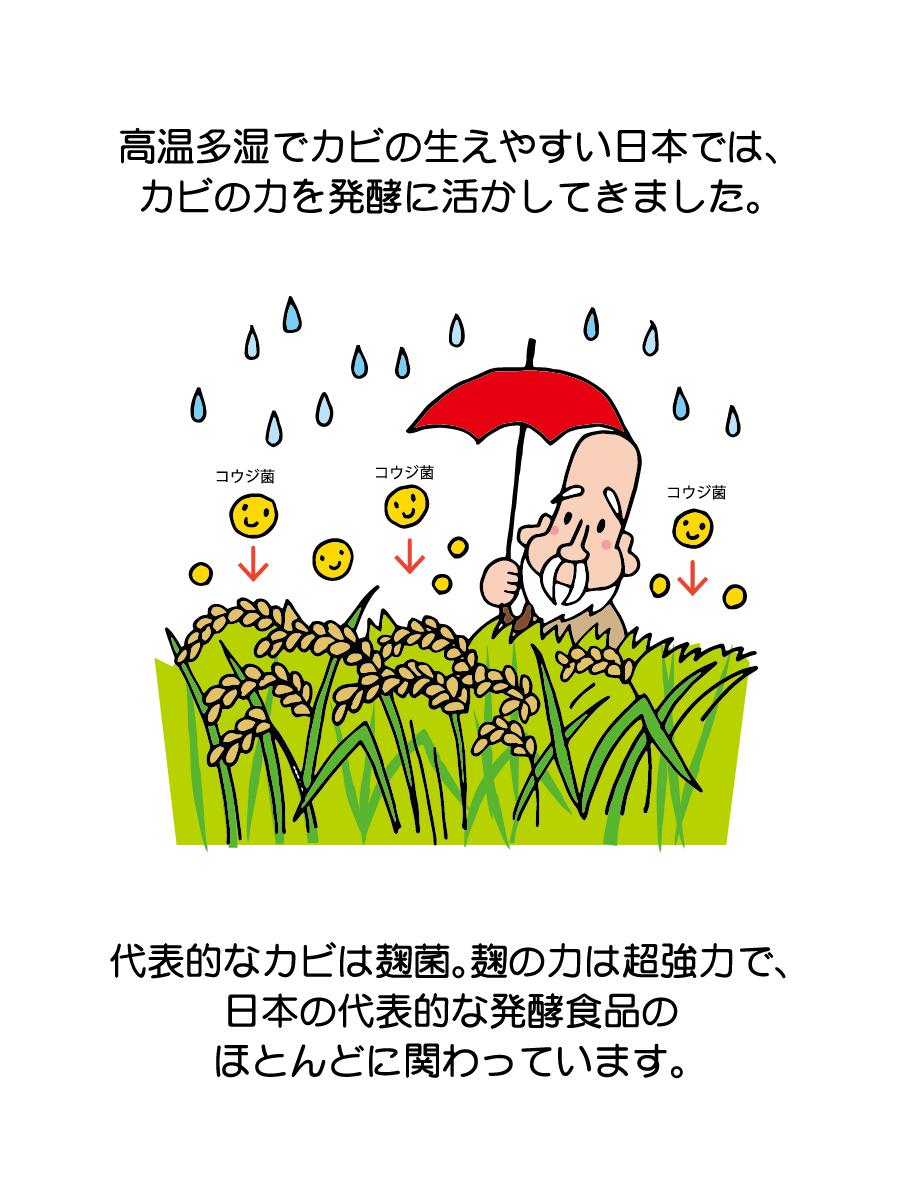 高温多湿でカビの生えやすい日本では、
カビの力を発酵に活かしてきました。
コウジ菌
コウジ菌
コウジ菌
代表的なカビは麹菌。麹の力は超強力で、
日本の代表的な発酵食品の
ほとんどに関わっています。